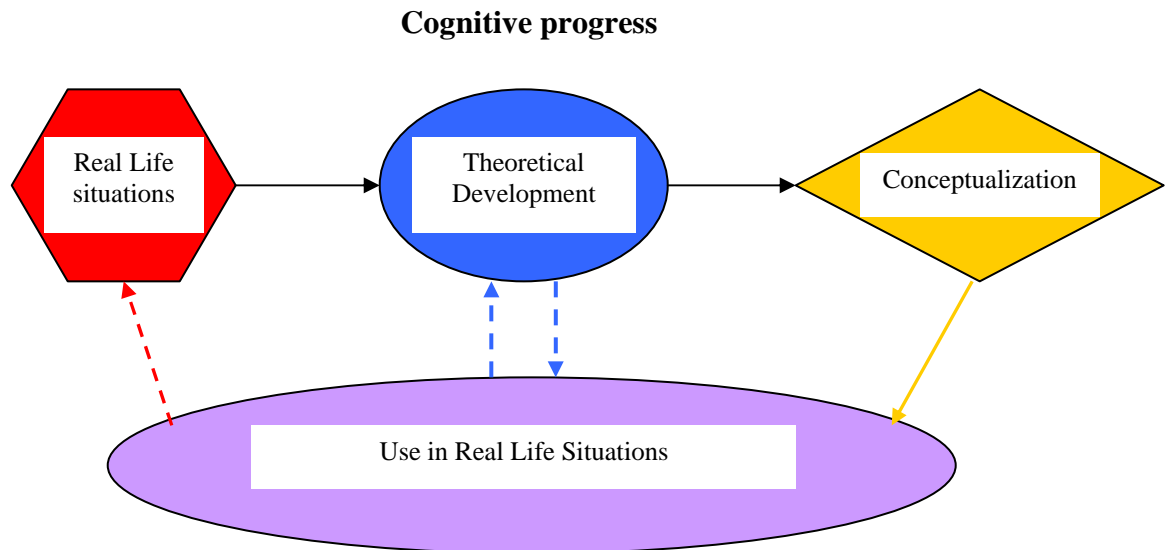 Cognitive progress
Real Life
situations
Theoretical
Development
Conceptualization
Use in Real Life Situations